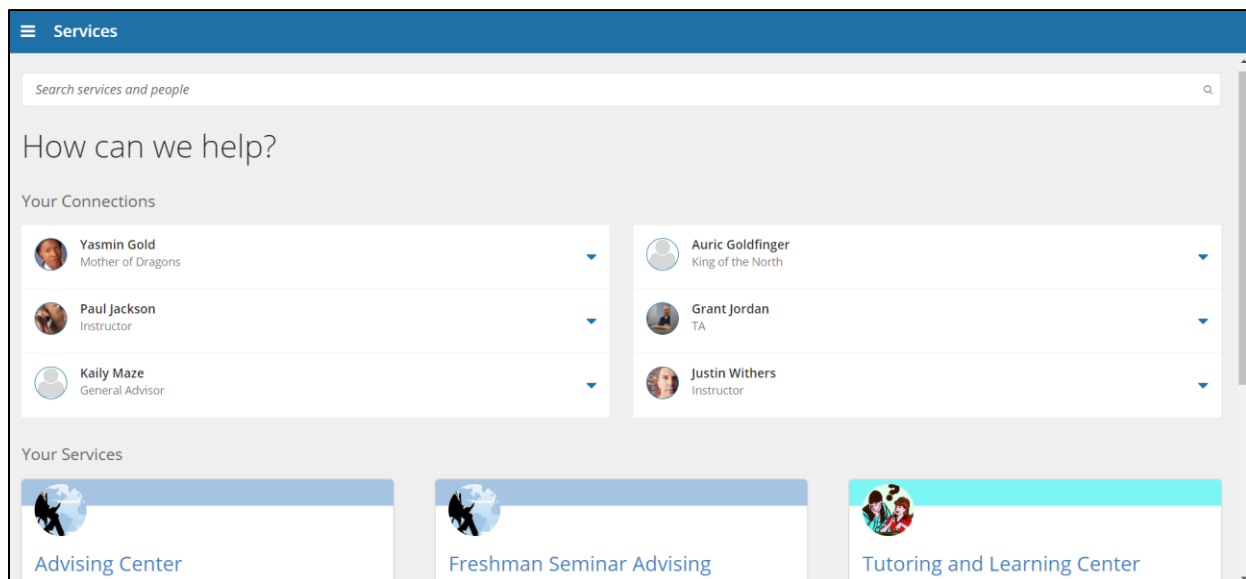 Services
Search services and people
How can we help?
Your Connections
Yasmin Gold
Mother of Dragons
Auric Goldfinger
King of the North
Paul Jackson
Instructor
Grant Jordan
TA
Kaily Maze
General Advisor
Justin Withers
Instructor
Your Services
?
Advising Center
Freshman Seminar Advising
Tutoring and Learning Center